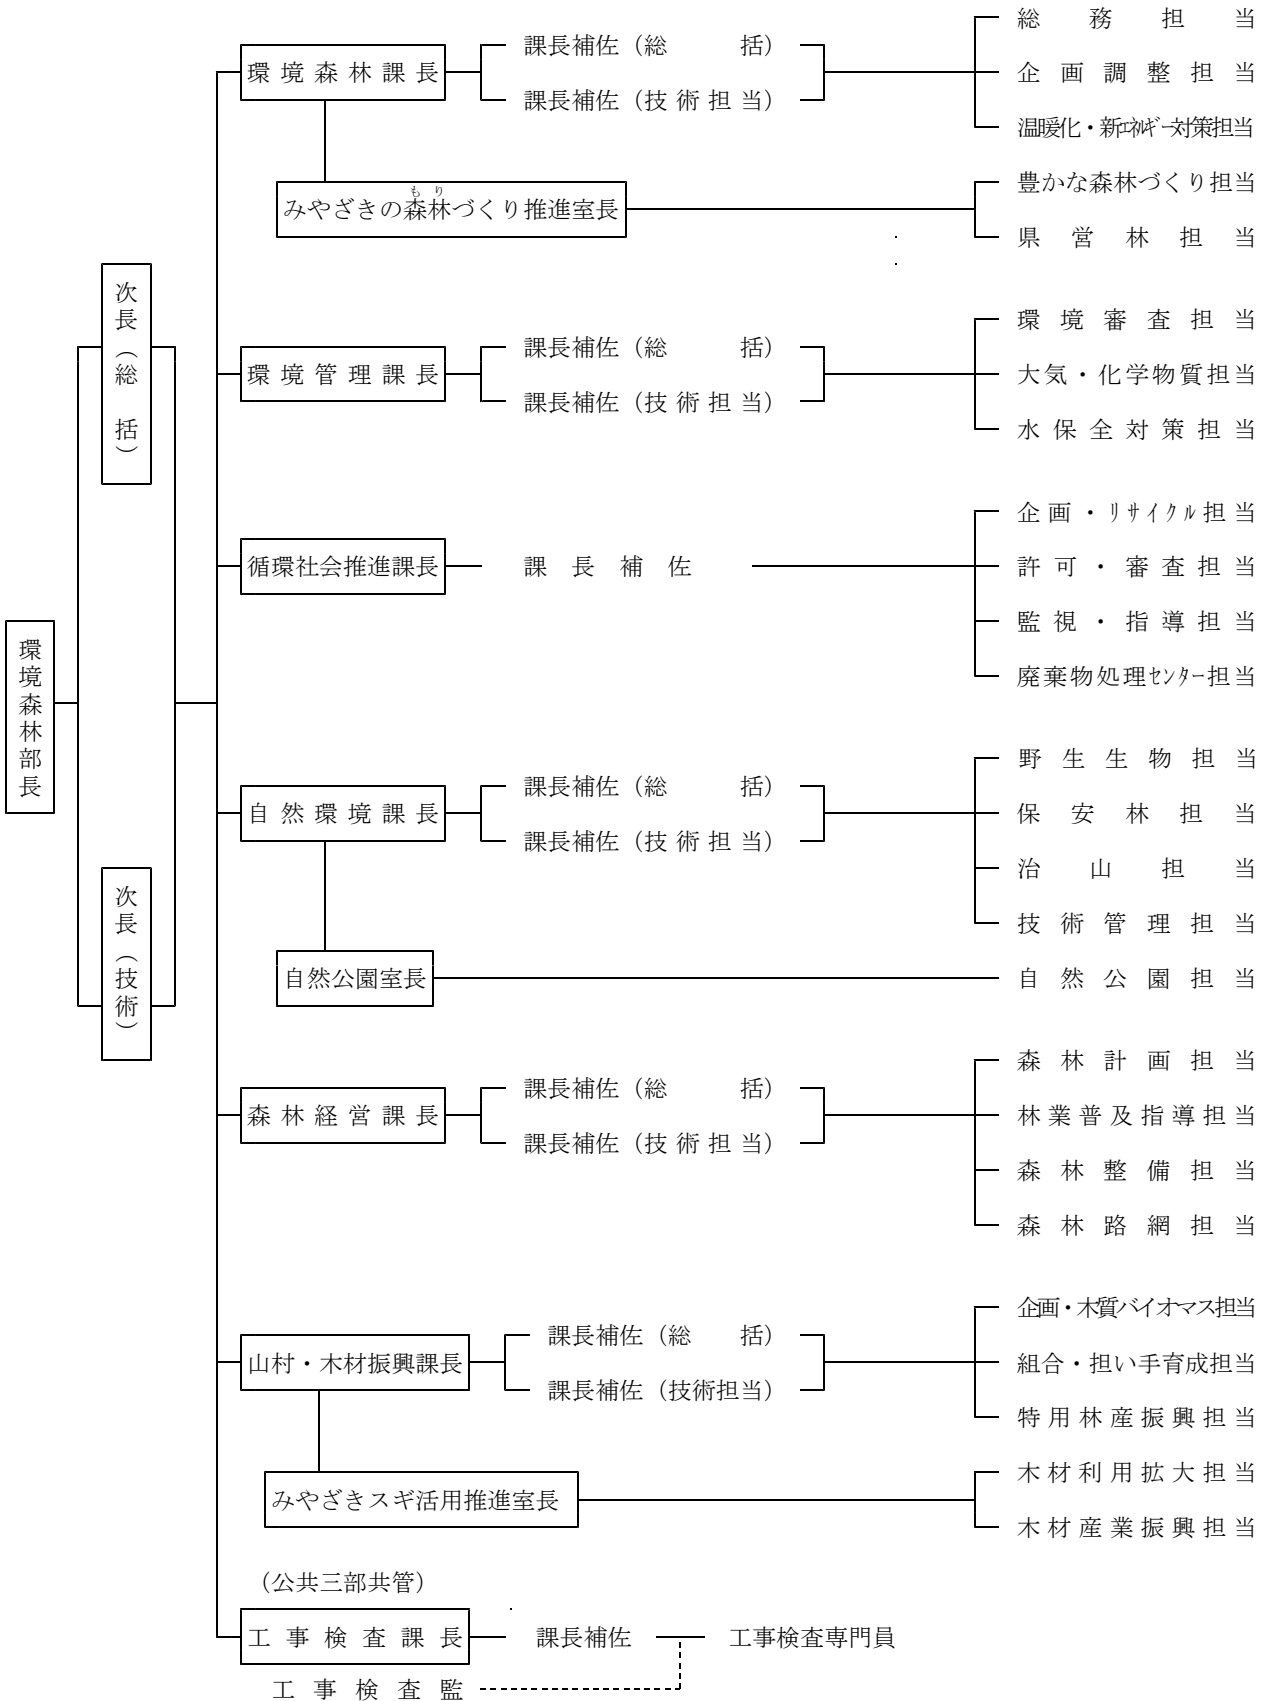 環境森林部長
次長（総括）
次長（技術）
環境森林課長
課長補佐（総括）
課長補佐（技術担当）
総務担当
企画調整担当
温暖化・新エネルギー対策担当
もり
みやざきの森林づくり推進室長
豊かな森林づくり担当
県営林担当
環境管理課長
課長補佐（総括）
課長補佐（技術担当）
環境審査担当
大気・化学物質担当
水保全対策担当
循環社会推進課長
課長補佐
企画・ﾘｻｲｸﾙ担当
許可・審査担当
監視・指導担当
廃棄物処理ｾﾝﾀｰ担当
自然環境課長
課長補佐（総括）
課長補佐（技術担当）
野生生物担当
保安林担当
治山担当
技術管理担当
自然公園室長
自然公園担当
森林経営課長
課長補佐（総括）
課長補佐（技術担当）
森林計画担当
林業普及指導担当
森林整備担当
森林路網担当
山村・木材振興課長
課長補佐（総括）
課長補佐（技術担当）
企画・木質バイオマス担当
組合・担い手育成担当
特用林産振興担当
みやざきスギ活用推進室長
木材利用拡大担当
木材産業振興担当
（公共三部共管）
工事検査課長
課長補佐
工事検査専門員
工事検査監